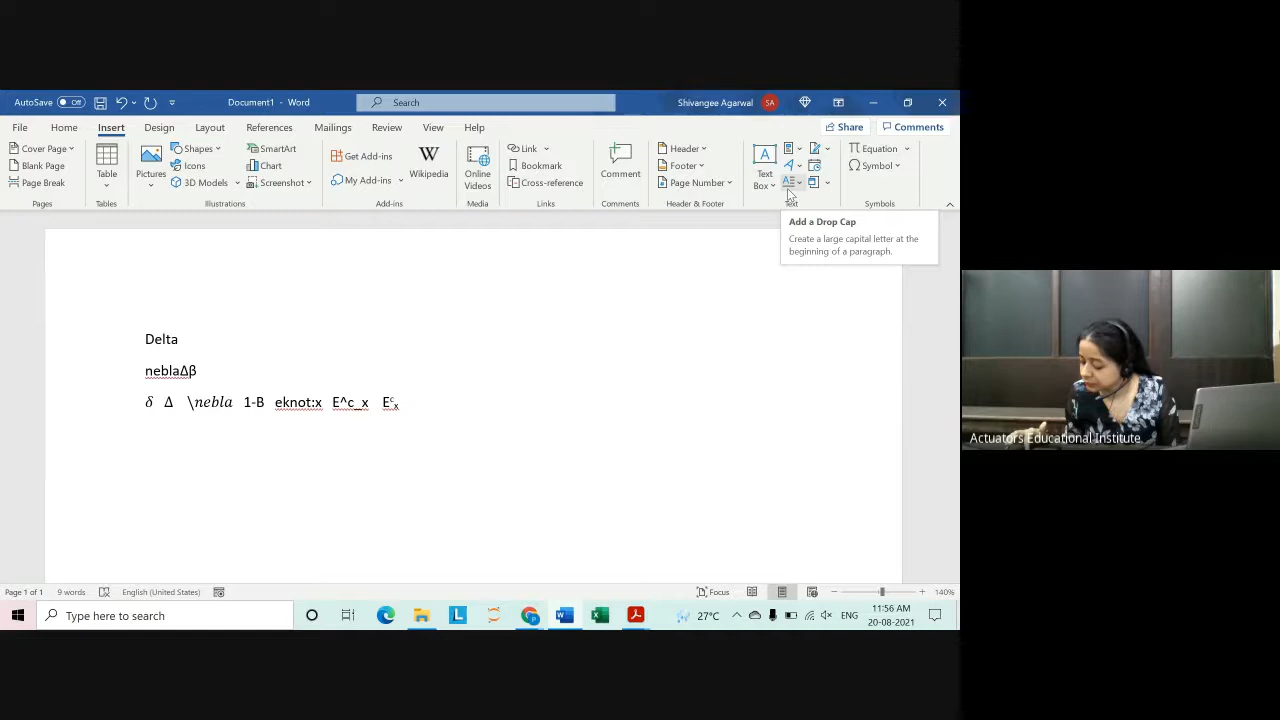 AutoSave Off Document1 - Word Search Shivangee Agarwal SA
File Home Insert Design Layout References Mailings Review View Help Share Comments
Cover Page
Blank Page
Page Break
Pages
Table
Tables
Pictures
Shapes
Icons
3D Models
SmartArt
Chart
Screenshot
Illustrations
Get Add-ins
My Add-ins
Wikipedia
Add-ins
Online
Videos
Media
Link
Bookmark
Cross-reference
Links
Comment
Comments
Header
Footer
Page Number
Header & Footer
Text
Box
Text
Equation
Symbol
Symbols
Add a Drop Cap
Create a large capital letter at the
beginning of a paragraph.
Delta
neblaΔβ
δ Δ \nebla 1-B eknot:x E^c_x Eᶜₓ
Actuators Educational Institute
Page 1 of 1 9 words English (United States) Focus 140%
Type here to search 27°C ENG 11:56 AM
20-08-2021